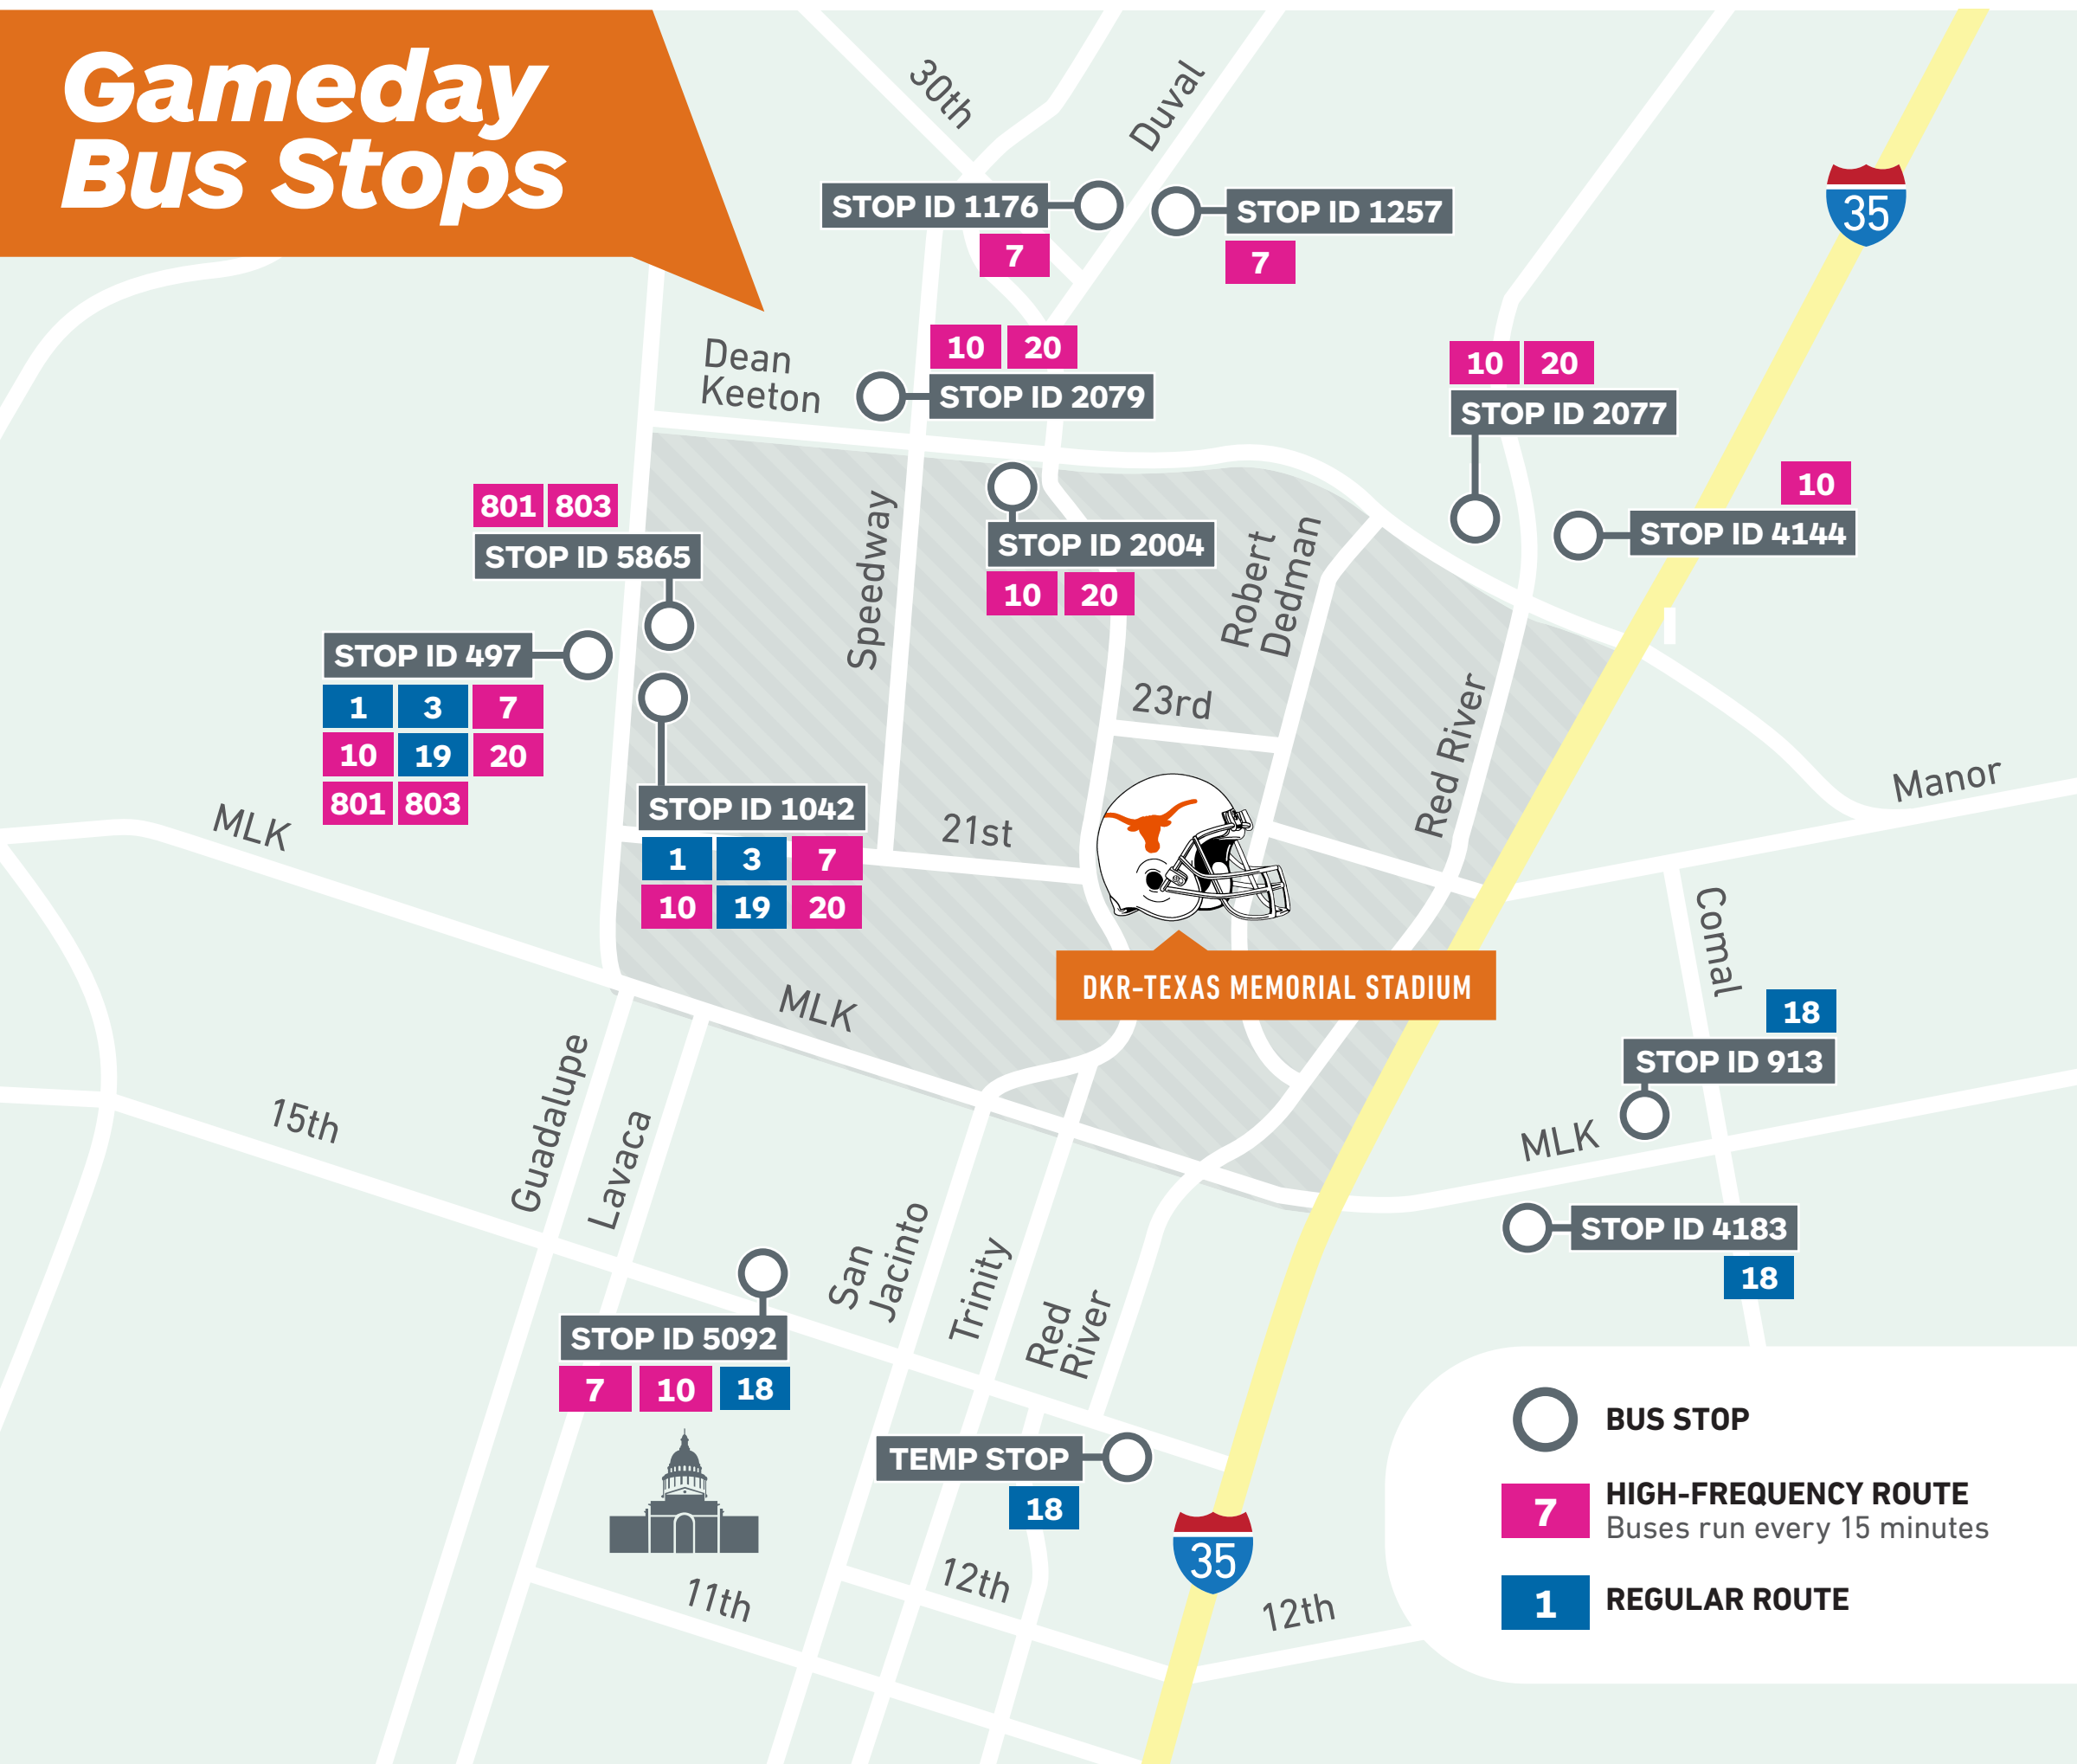 Gameday
Bus Stops
30th
Duval
35
STOP ID 1176
7
STOP ID 1257
7
Dean
Keeton
10 20
STOP ID 2079
10 20
STOP ID 2077
10
STOP ID 4144
801 803
STOP ID 5865
Speedway
STOP ID 2004
10 20
Robert
Dedman
STOP ID 497
1 3 7
10 19 20
801 803
23rd
Red River
Manor
MLK
STOP ID 1042
1 3 7
10 19 20
21st
DKR-TEXAS MEMORIAL STADIUM
Comal
MLK
18
STOP ID 913
MLK
15th
Guadalupe
Lavaca
San
Jacinto
Trinity
Red
River
STOP ID 4183
18
STOP ID 5092
7 10 18
TEMP STOP
18
35
11th
12th
12th
BUS STOP
7
HIGH-FREQUENCY ROUTE
Buses run every 15 minutes
1
REGULAR ROUTE